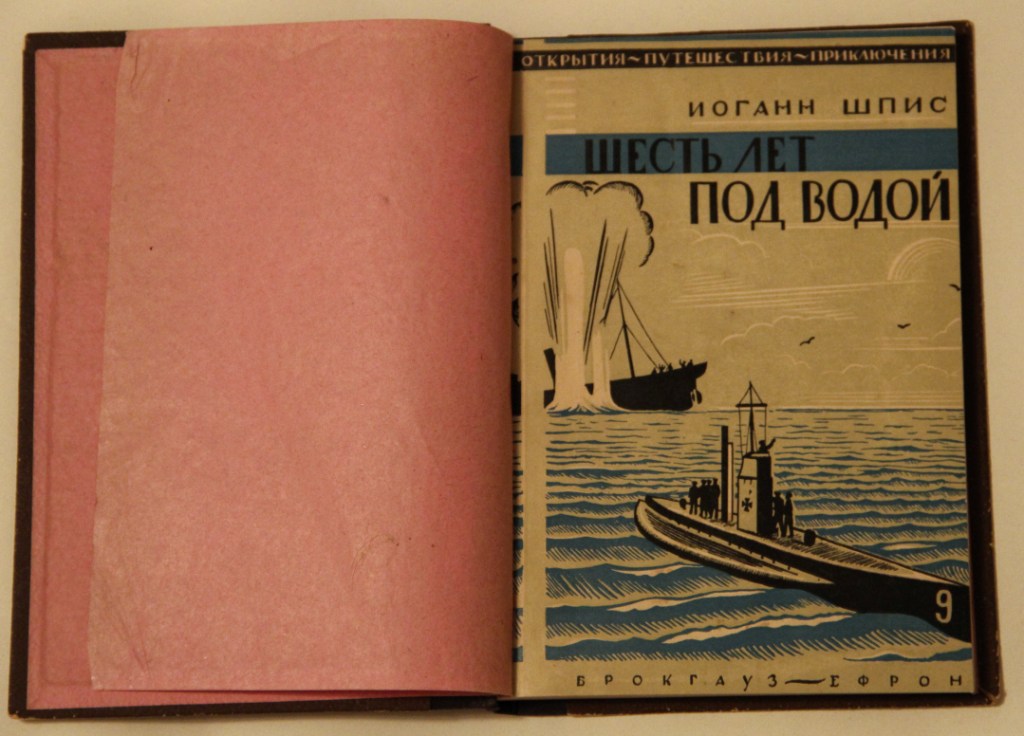 ОТКРЫТИЯ~ПУТЕШЕСТВИЯ~ПРИКЛЮЧЕНИЯ
ИОГАНН ШПИС
ШЕСТЬ ЛЕТ
ПОД ВОДОЙ
9
БРОКГАУЗ—ЕФРОН